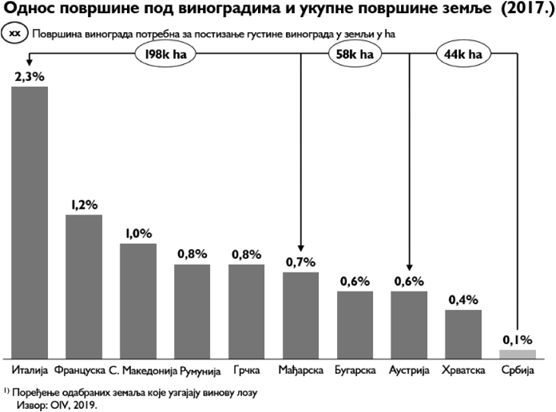 Однос површине под виноградима и укупне површине земље (2017.)
xx Површина винограда потребна за постизање густине винограда у земљи у ha
198k ha 58k ha 44k ha
2,3%
1,2%
1,0%
0,8%
0,8%
0,7%
0,6%
0,6%
0,4%
0,1%
Италија Француска С. Македонија Румунија Грчка Мађарска Бугарска Аустрија Хрватска Србија
1) Поређење одабраних земаља које узгајају винову лозу
Извор: OIV, 2019.